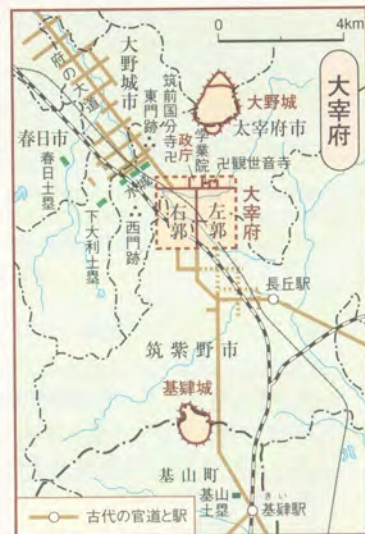 大宰府
0 4km
大野城市
府の大道
東門跡
筑前国分寺卍
大野城
太宰府市
学業院
政庁
卍観世音寺
春日市
春日土塁
水城
下大利土塁
西門跡
右郭
左郭
大宰府
長丘駅
筑紫野市
基肄城
基山町
基山土塁
きい
基肄駅
古代の官道と駅